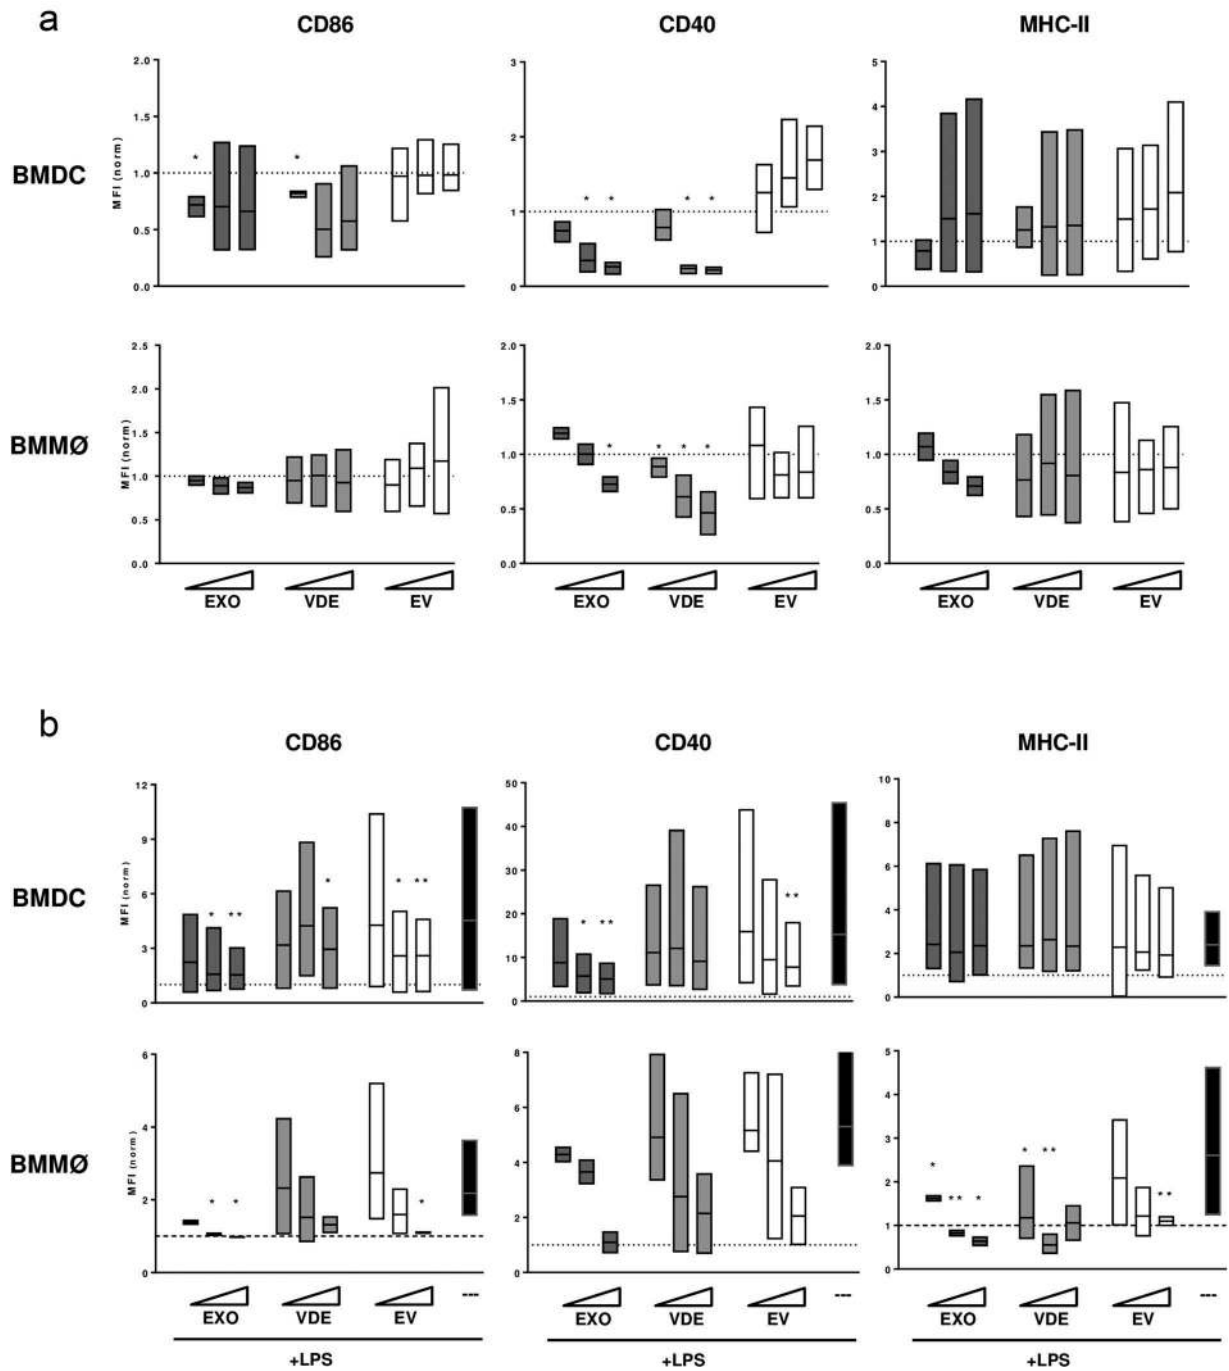 a
CD86 CD40 MHC-II
BMDC
MFI (norm)
2.0 1.5 1.0 0.5 0.0
* *
3 2 1 0
* * * *
5 4 3 2 1 0
BMMØ
MFI (norm)
2.5 2.0 1.5 1.0 0.5 0.0
2.0 1.5 1.0 0.5 0.0
* * * *
2.0 1.5 1.0 0.5 0.0
EXO VDE EV EXO VDE EV EXO VDE EV
b
CD86 CD40 MHC-II
BMDC
MFI (norm)
12 9 6 3 0
* ** * * **
50 40 30 20 10 0
* ** **
10 8 6 4 2 0
BMMØ
MFI (norm)
6 4 2 0
* * *
8 6 4 2 0
5 4 3 2 1 0
* ** * * ** **
EXO VDE EV --- EXO VDE EV --- EXO VDE EV ---
+LPS +LPS +LPS